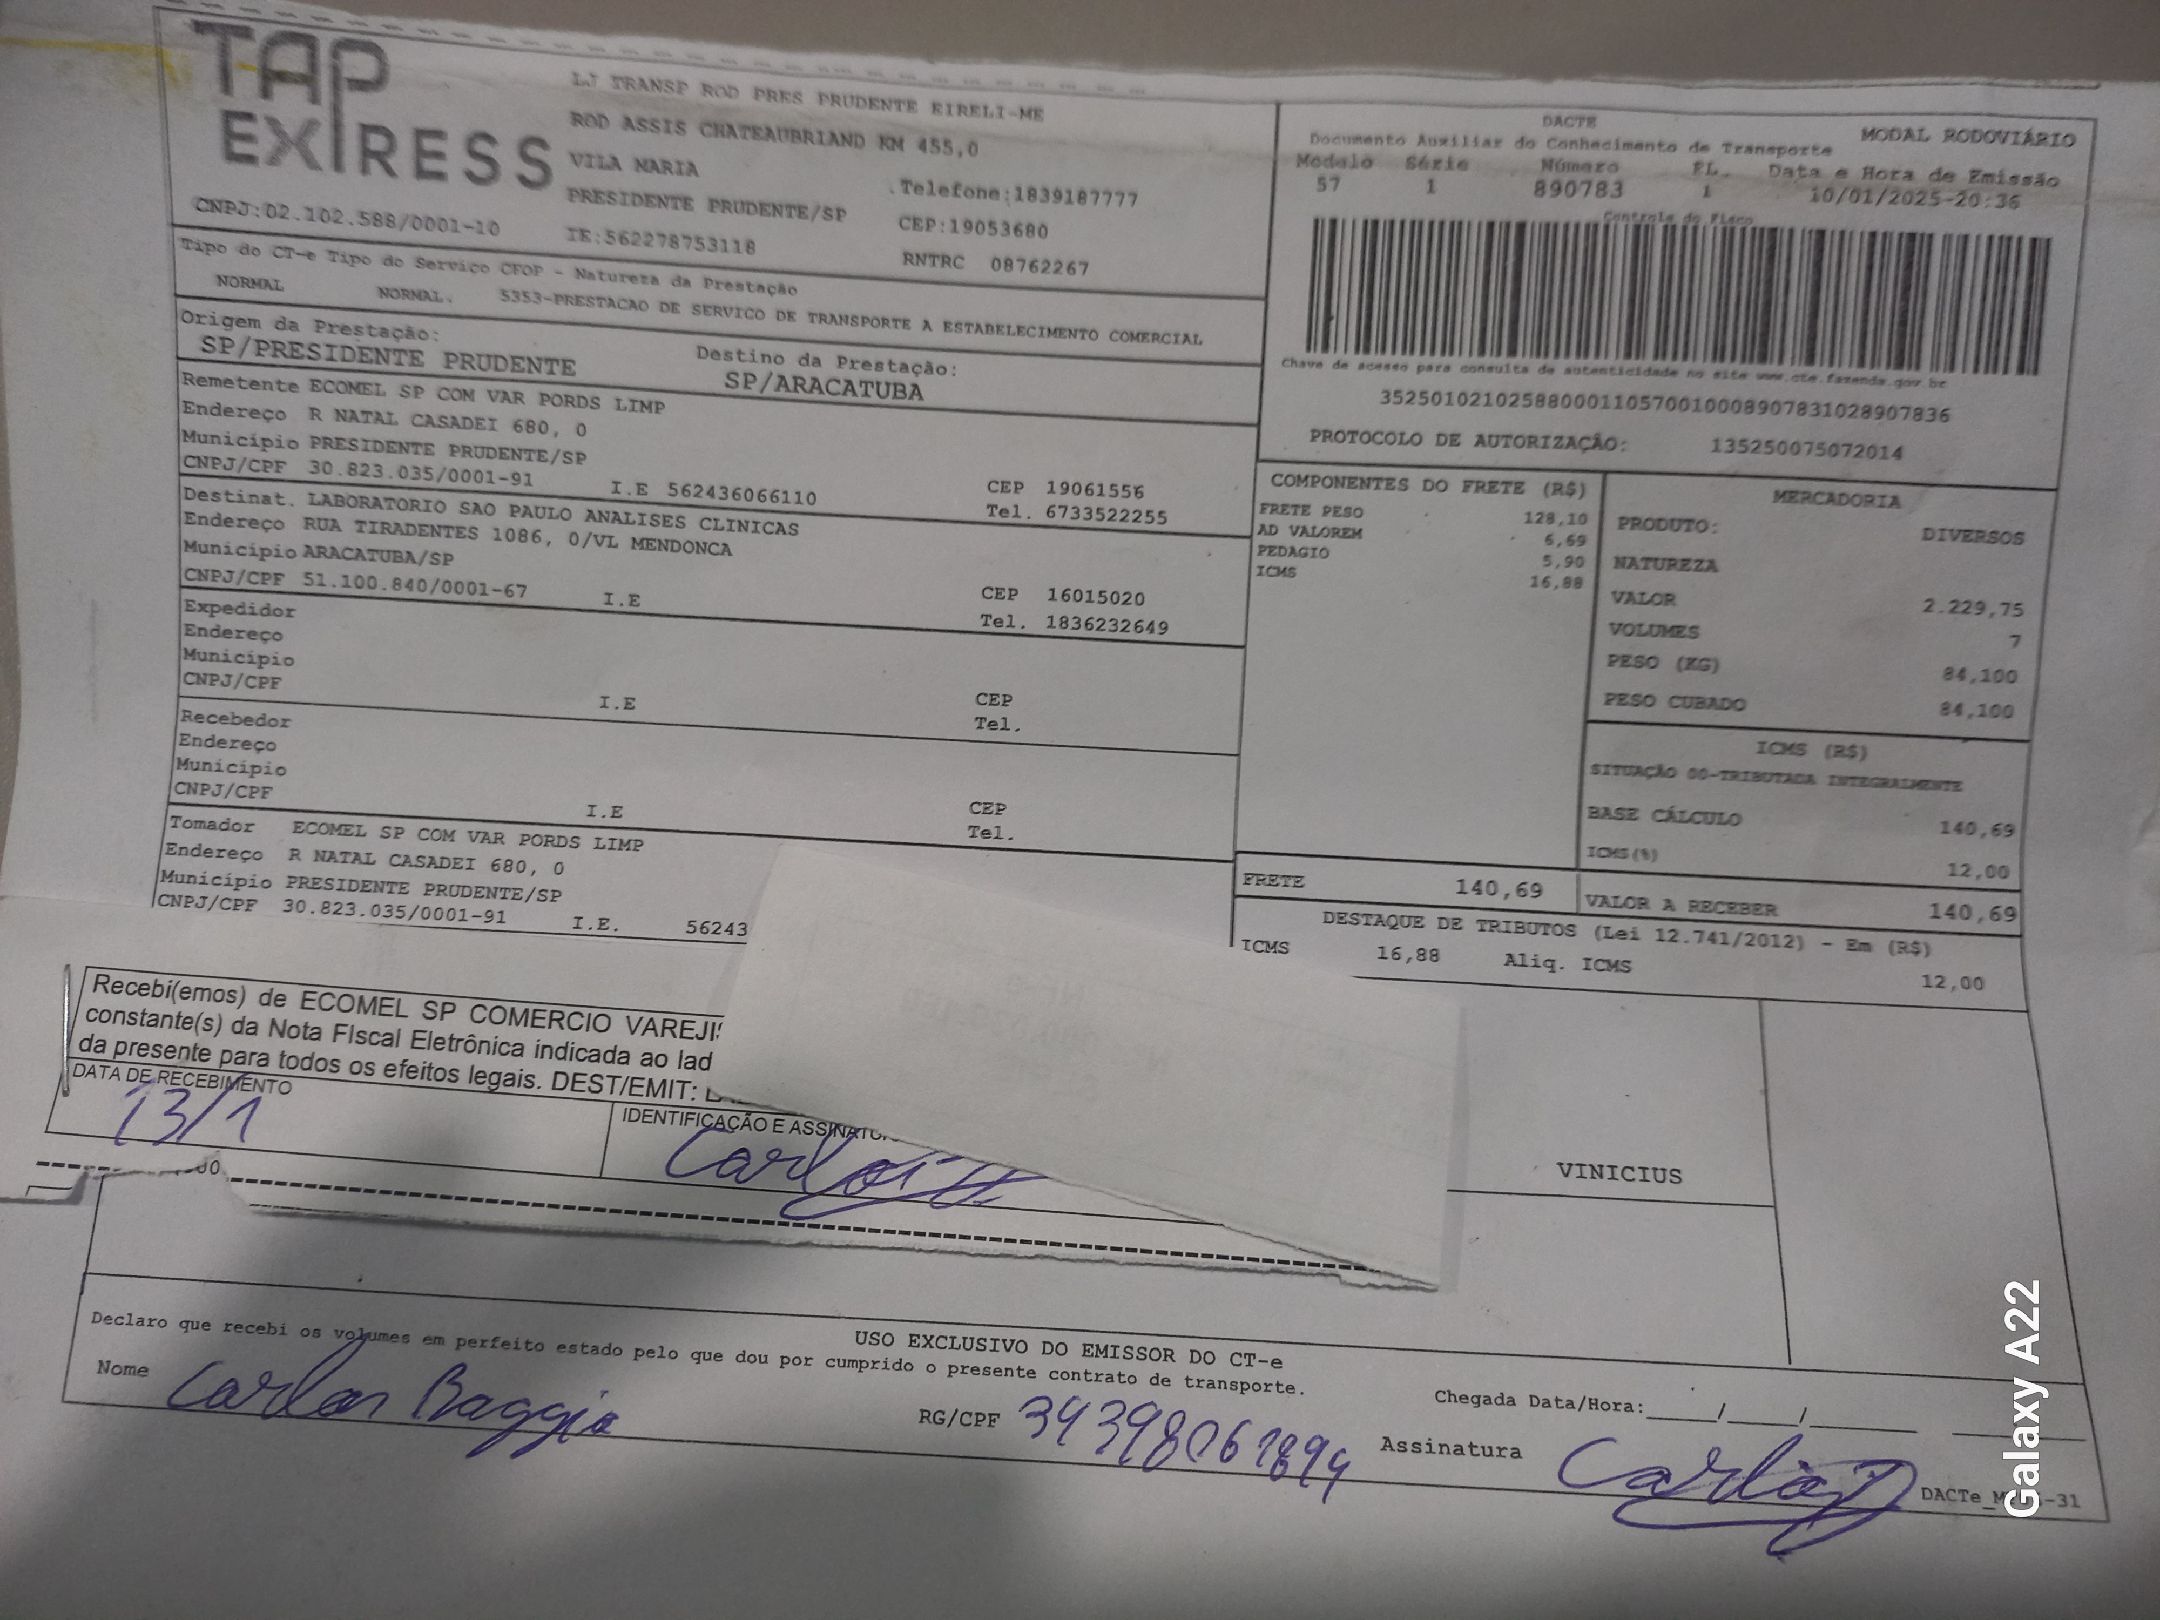 TAP
EXPRESS
CNPJ:02.102.588/0001-10
LJ TRANSP ROD PRES PRUDENTE EIRELI-ME
ROD ASSIS CHATEAUBRIAND KM 455,0
VILA MARIA
PRESIDENTE PRUDENTE/SP
IE:562278753118
.Telefone:1839187777
CEP:19053680
RNTRC 08762267
DACTE
MODAL RODOVIÁRIO
Documento Auxiliar do Conhecimento de Transporte
Modelo Série Número FL. Data e Hora de Emissão
57 1 890783 1 10/01/2025-20:36
Controle do Fisco
Chave de acesso para consulta de autenticidade no site www.cte.fazenda.gov.br
35250102102588000110570010008907831028907836
PROTOCOLO DE AUTORIZAÇÃO: 135250075072014
Tipo do CT-e Tipo do Serviço CFOP - Natureza da Prestação
NORMAL NORMAL. 5353-PRESTACAO DE SERVICO DE TRANSPORTE A ESTABELECIMENTO COMERCIAL
Origem da Prestação: Destino da Prestação:
SP/PRESIDENTE PRUDENTE SP/ARACATUBA
Remetente ECOMEL SP COM VAR PORDS LIMP
Endereço R NATAL CASADEI 680, 0
Município PRESIDENTE PRUDENTE/SP CEP 19061556
CNPJ/CPF 30.823.035/0001-91 I.E 562436066110 Tel. 6733522255
Destinat. LABORATORIO SAO PAULO ANALISES CLINICAS
Endereço RUA TIRADENTES 1086, 0/VL MENDONCA
Município ARACATUBA/SP CEP 16015020
CNPJ/CPF 51.100.840/0001-67 I.E Tel. 1836232649
Expedidor
Endereço
Município CEP
CNPJ/CPF I.E Tel.
Recebedor
Endereço
Município CEP
CNPJ/CPF I.E Tel.
Tomador ECOMEL SP COM VAR PORDS LIMP
Endereço R NATAL CASADEI 680, 0
Município PRESIDENTE PRUDENTE/SP
CNPJ/CPF 30.823.035/0001-91 I.E. 56243
COMPONENTES DO FRETE (R$)
FRETE PESO 128,10
AD VALOREM 6,69
PEDAGIO 5,90
ICMS 16,88
MERCADORIA
PRODUTO: DIVERSOS
NATUREZA
VALOR 2.229,75
VOLUMES 7
PESO (KG) 84,100
PESO CUBADO 84,100
ICMS (R$)
SITUAÇÃO 00-TRIBUTADA INTEGRALMENTE
BASE CÁLCULO 140,69
ICMS(%) 12,00
FRETE 140,69 VALOR A RECEBER 140,69
DESTAQUE DE TRIBUTOS (Lei 12.741/2012) - Em (R$)
ICMS 16,88 Aliq. ICMS 12,00
Recebi(emos) de ECOMEL SP COMERCIO VAREJI
constante(s) da Nota FIscal Eletrônica indicada ao lad
da presente para todos os efeitos legais. DEST/EMIT:
DATA DE RECEBIMENTO IDENTIFICAÇÃO E ASSINATU
13/1
VINICIUS
USO EXCLUSIVO DO EMISSOR DO CT-e
Declaro que recebi os volumes em perfeito estado pelo que dou por cumprido o presente contrato de transporte.
Chegada Data/Hora:____/____/______
Nome Carlos Baggio RG/CPF Assinatura
Galaxy A22